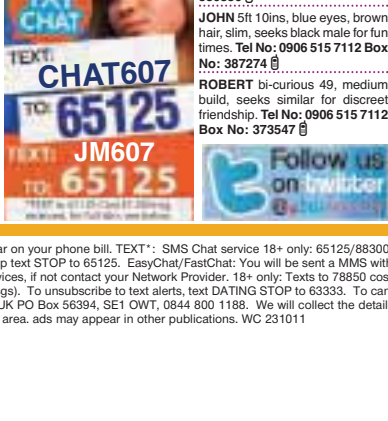 TXT
CHAT
TEXT:
CHAT607
TO: 65125
TEXT: JM607
TO: 65125
JOHN 5ft 10ins, blue eyes, brown
hair, slim, seeks black male for fun
times. Tel No: 0906 515 7112 Box
No: 387274
ROBERT bi-curious 49, medium
build, seeks similar for discreet
friendship. Tel No: 0906 515 7112
Box No: 373547
Follow us
on twitter
ar on your phone bill. TEXT*: SMS Chat service 18+ only: 65125/88300
p text STOP to 65125. EasyChat/FastChat: You will be sent a MMS with
vices, if not contact your Network Provider. 18+ only: Texts to 78850 cos
gs). To unsubscribe to text alerts, text DATING STOP to 63333. To can
UK PO Box 56394, SE1 OWT, 0844 800 1188. We will collect the detail
area. ads may appear in other publications. WC 231011